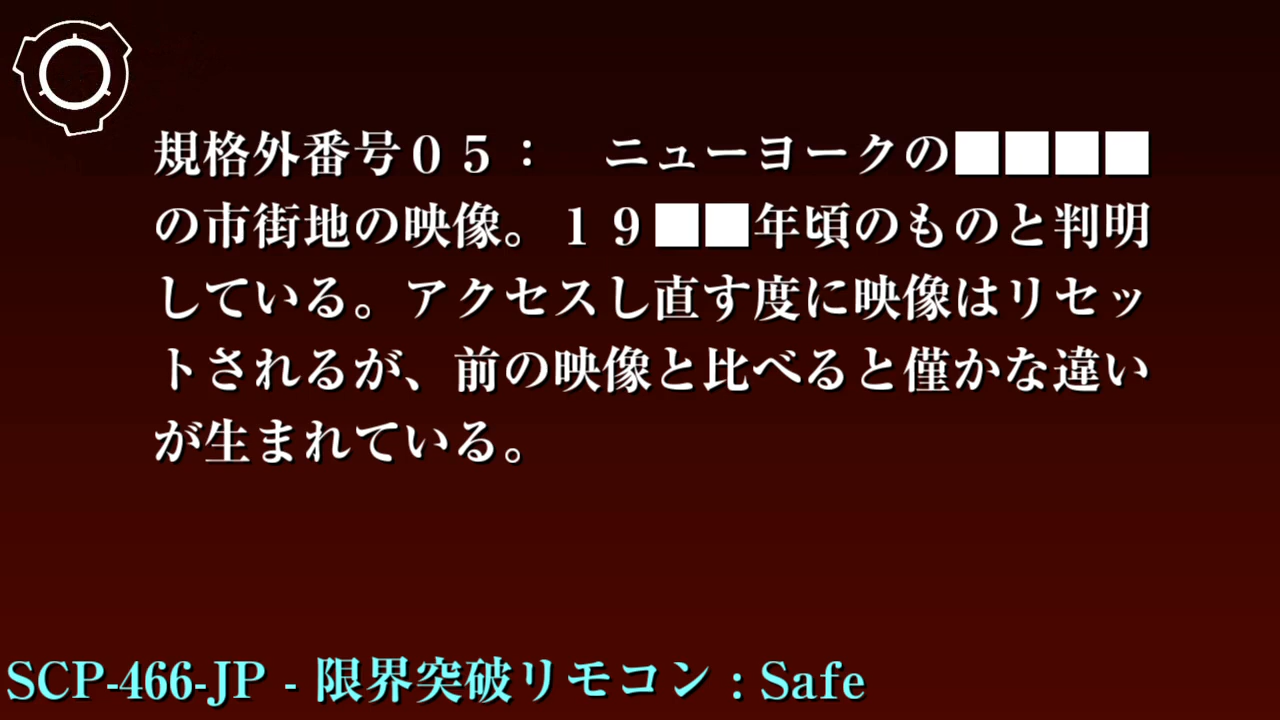 規格外番号０５：　ニューヨークの■■■■
の市街地の映像。１９■■年頃のものと判明
している。アクセスし直す度に映像はリセッ
トされるが、前の映像と比べると僅かな違い
が生まれている。
SCP-466-JP - 限界突破リモコン : Safe